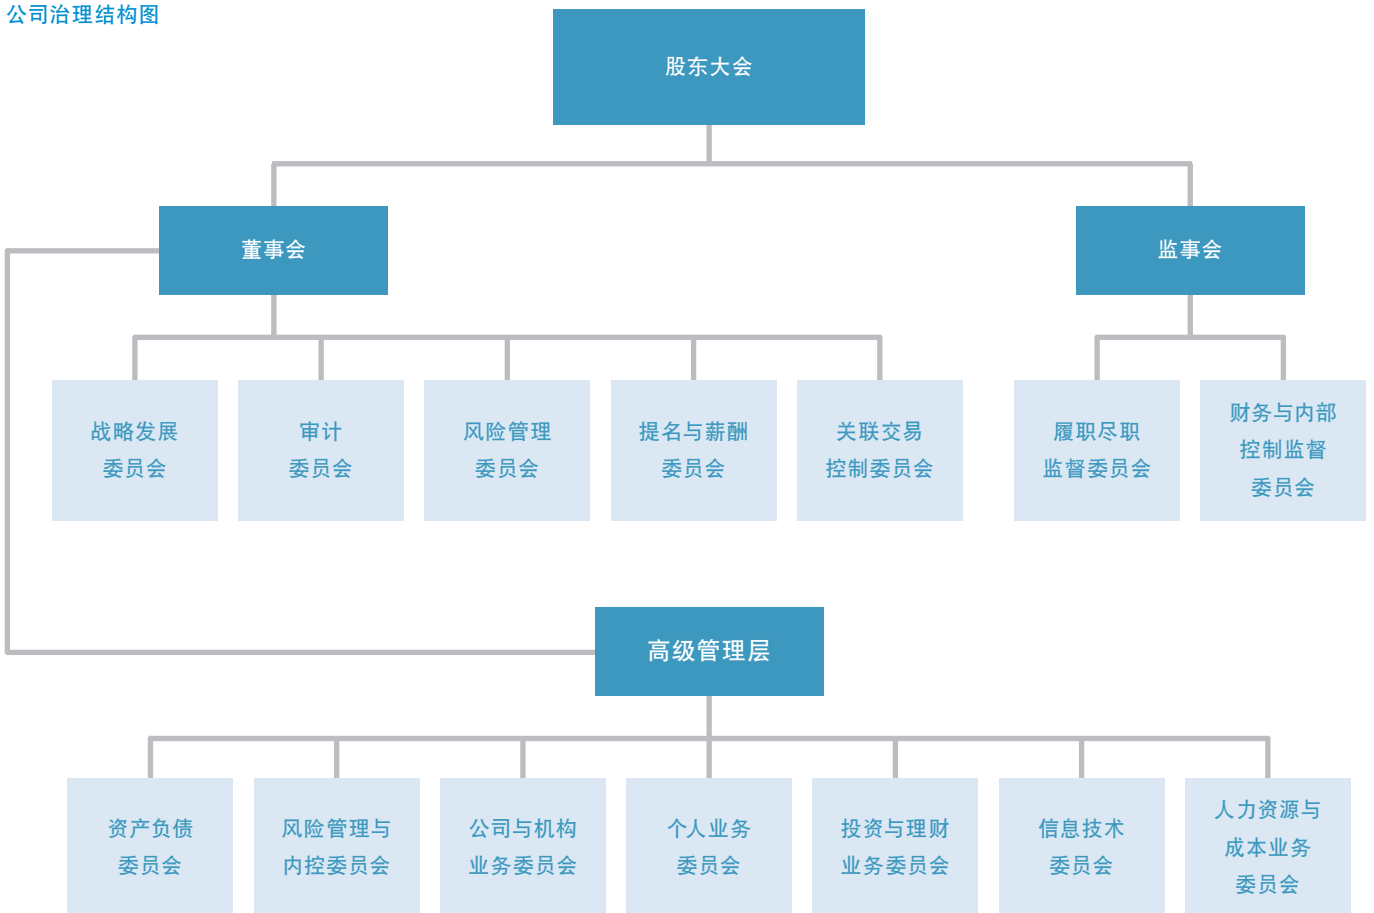 公司治理结构图
股东大会
董事会
监事会
战略发展
委员会
审计
委员会
风险管理
委员会
提名与薪酬
委员会
关联交易
控制委员会
履职尽职
监督委员会
财务与内部
控制监督
委员会
高级管理层
资产负债
委员会
风险管理与
内控委员会
公司与机构
业务委员会
个人业务
委员会
投资与理财
业务委员会
信息技术
委员会
人力资源与
成本业务
委员会